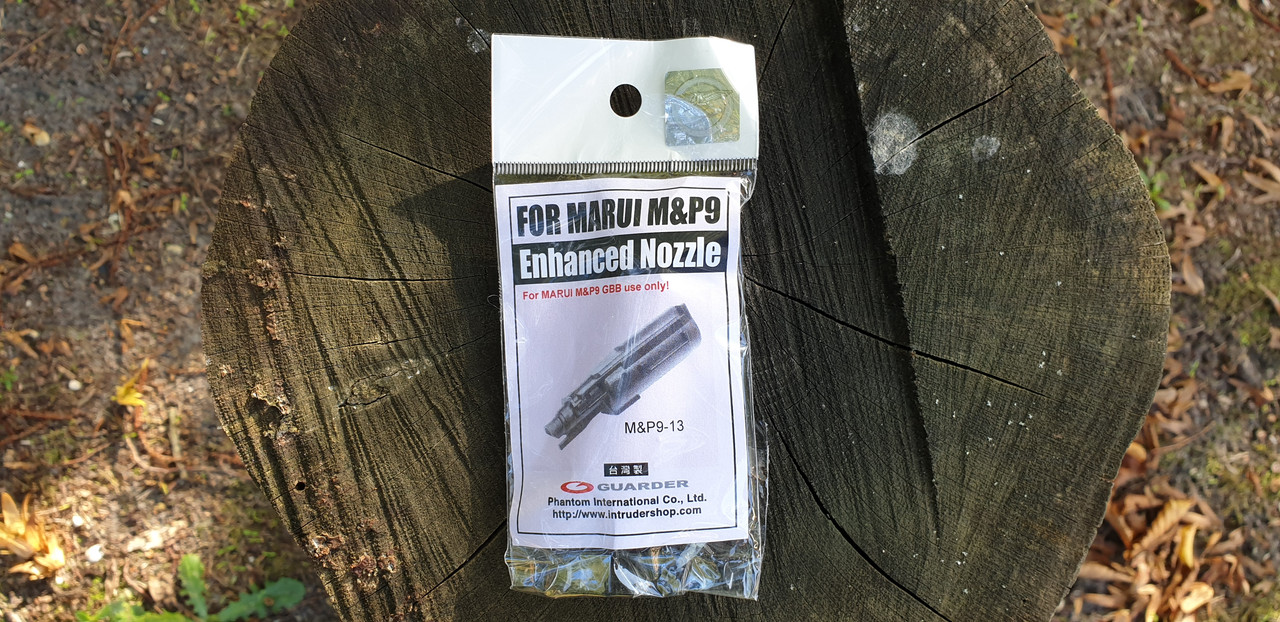 FOR MARUI M&P9
Enhanced Nozzle
For MARUI M&P9 GBB use only!
M&P9-13
台灣製
GUARDER
Phantom International Co., Ltd.
http://www.intrudershop.com